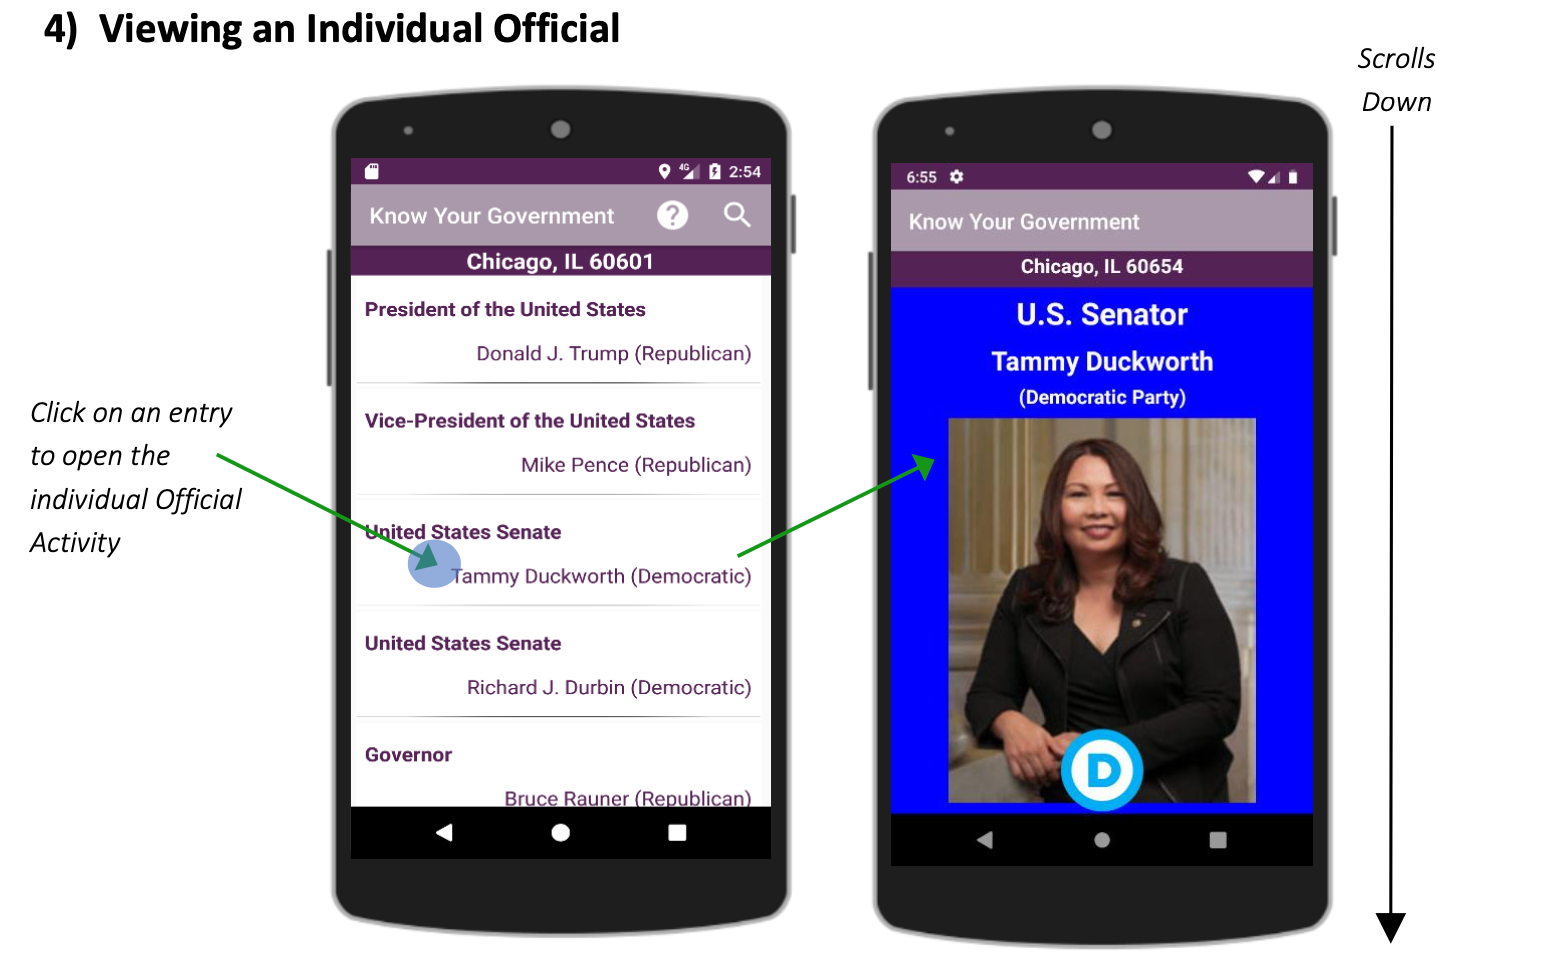 4) Viewing an Individual Official
Scrolls
Down
Click on an entry
to open the
individual Official
Activity
4G 2:54
Know Your Government ?
Chicago, IL 60601
President of the United States
Donald J. Trump (Republican)
Vice-President of the United States
Mike Pence (Republican)
United States Senate
Tammy Duckworth (Democratic)
United States Senate
Richard J. Durbin (Democratic)
Governor
Bruce Rauner (Republican)
6:55
Know Your Government
Chicago, IL 60654
U.S. Senator
Tammy Duckworth
(Democratic Party)
D